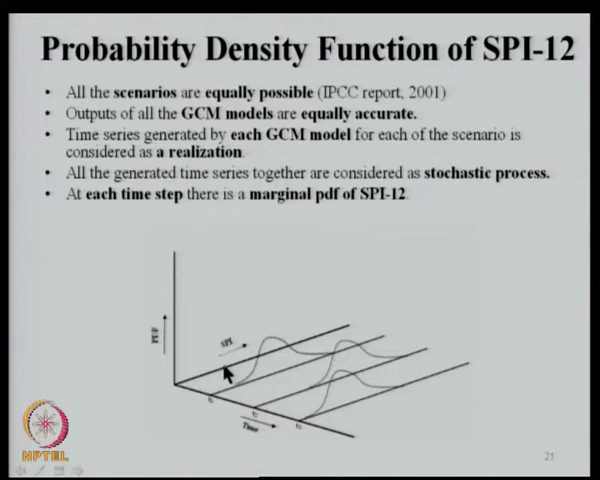 Probability Density Function of SPI-12
• All the scenarios are equally possible (IPCC report, 2001)
• Outputs of all the GCM models are equally accurate.
• Time series generated by each GCM model for each of the scenario is
considered as a realization.
• All the generated time series together are considered as stochastic process.
• At each time step there is a marginal pdf of SPI-12.
PDF
SPI
t1
t2
t3
Time
NPTEL
21